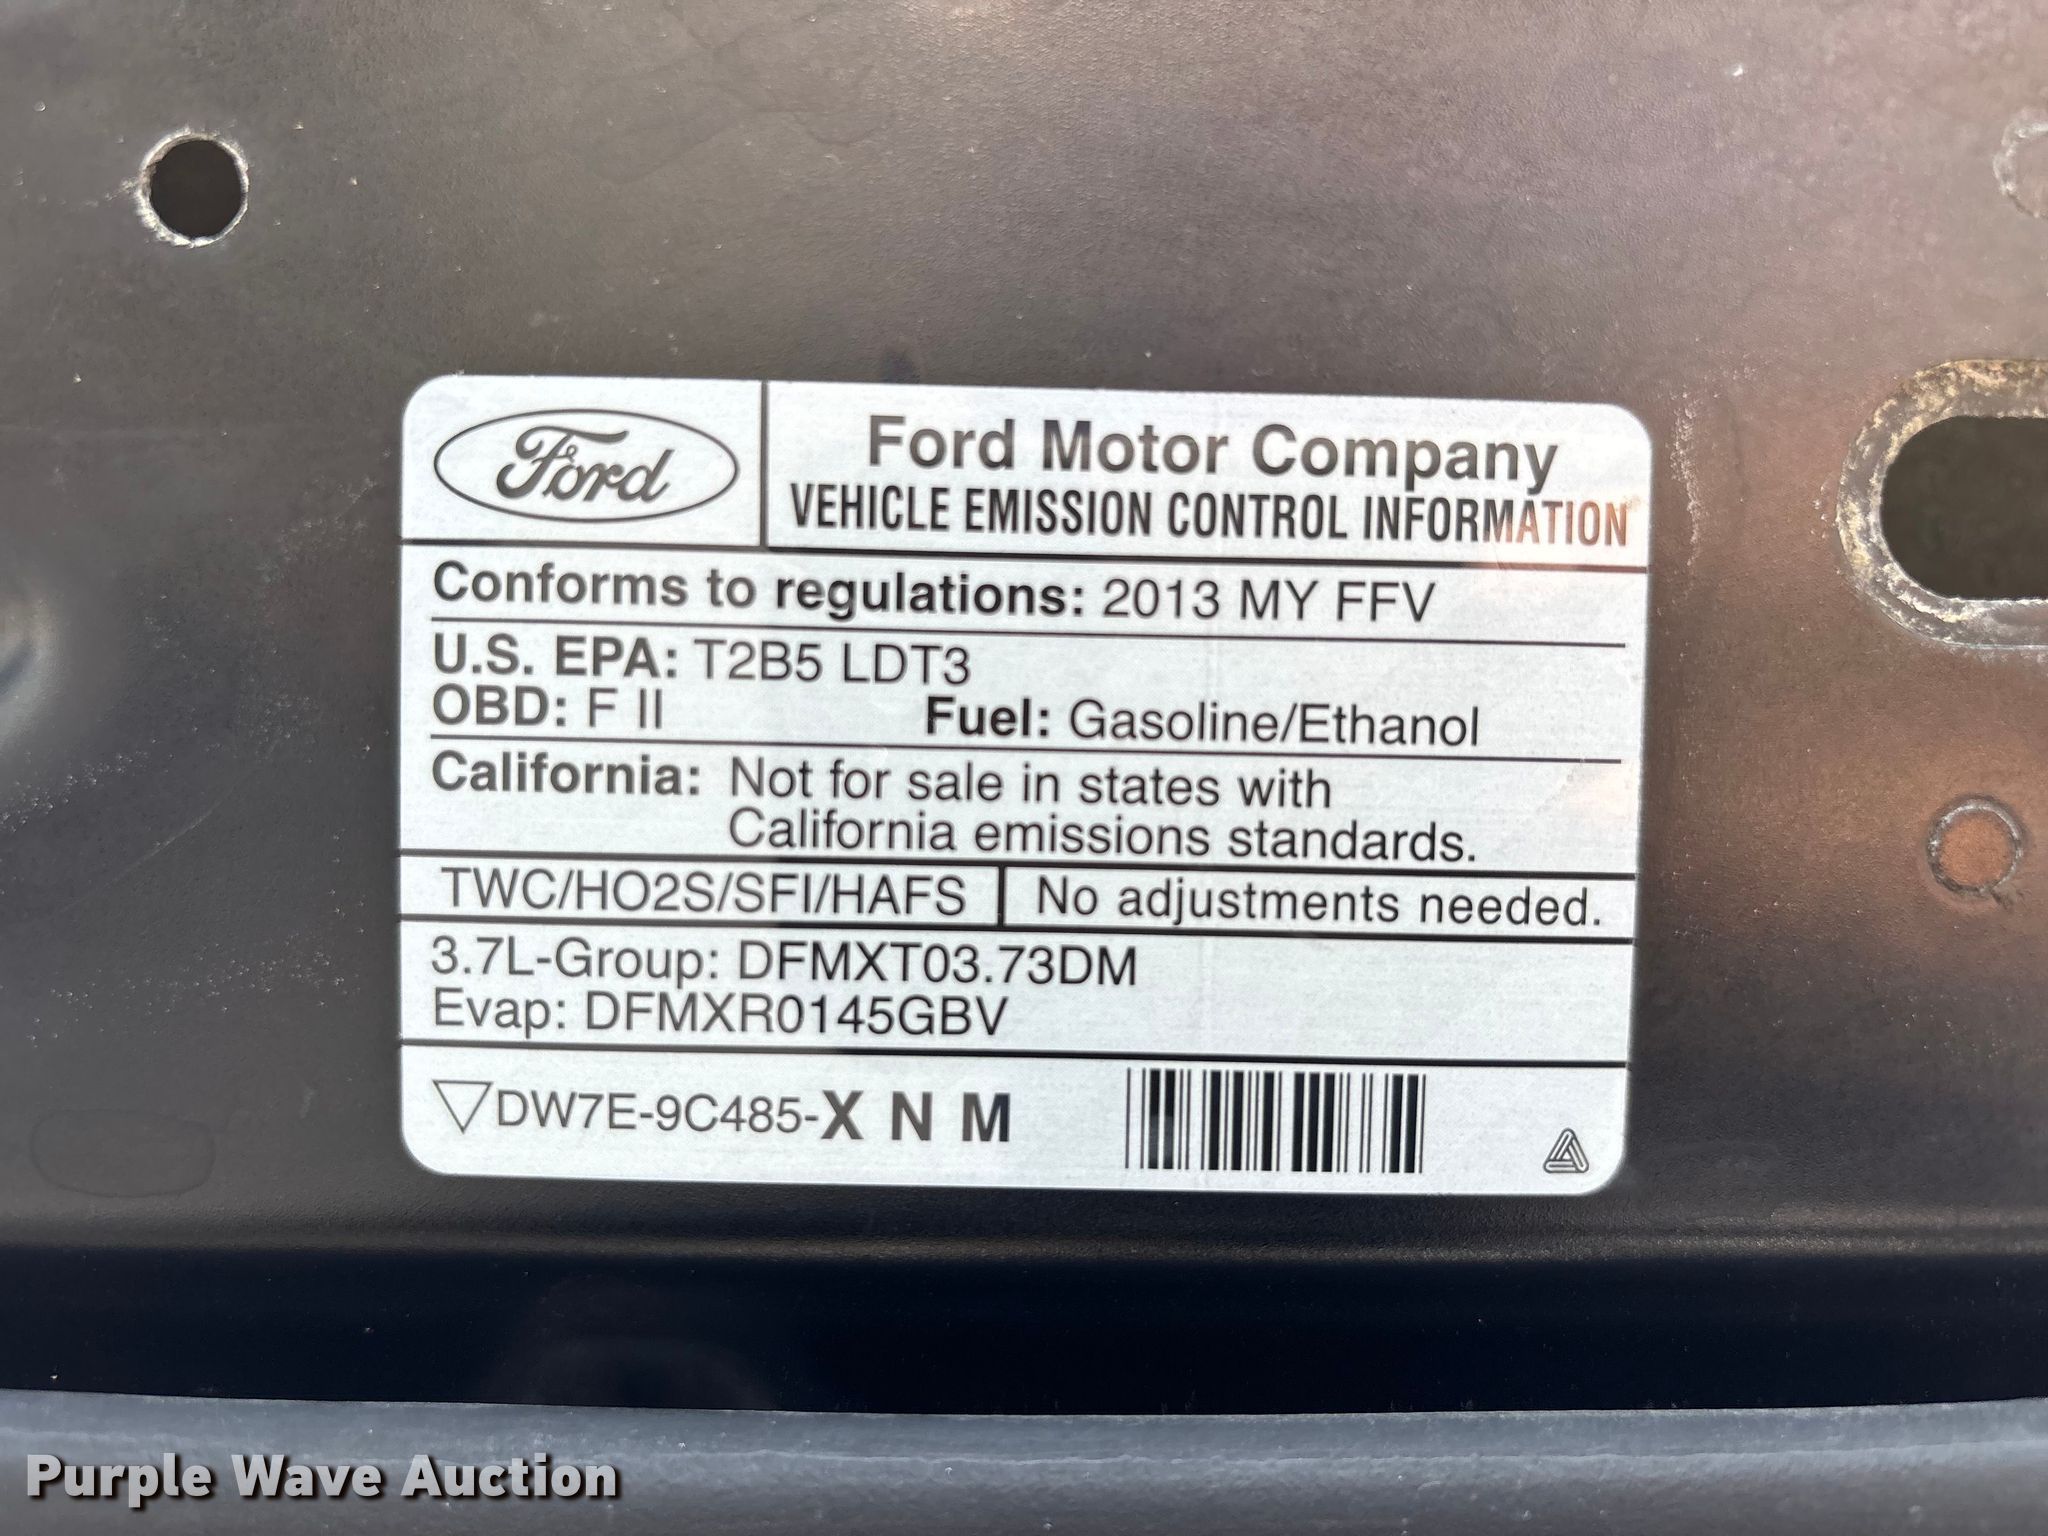 Ford
Ford Motor Company
VEHICLE EMISSION CONTROL INFORMATION
Conforms to regulations: 2013 MY FFV
U.S. EPA: T2B5 LDT3
OBD: F II Fuel: Gasoline/Ethanol
California: Not for sale in states with
California emissions standards.
TWC/HO2S/SFI/HAFS No adjustments needed.
3.7L-Group: DFMXT03.73DM
Evap: DFMXR0145GBV
DW7E-9C485-X N M
Purple Wave Auction